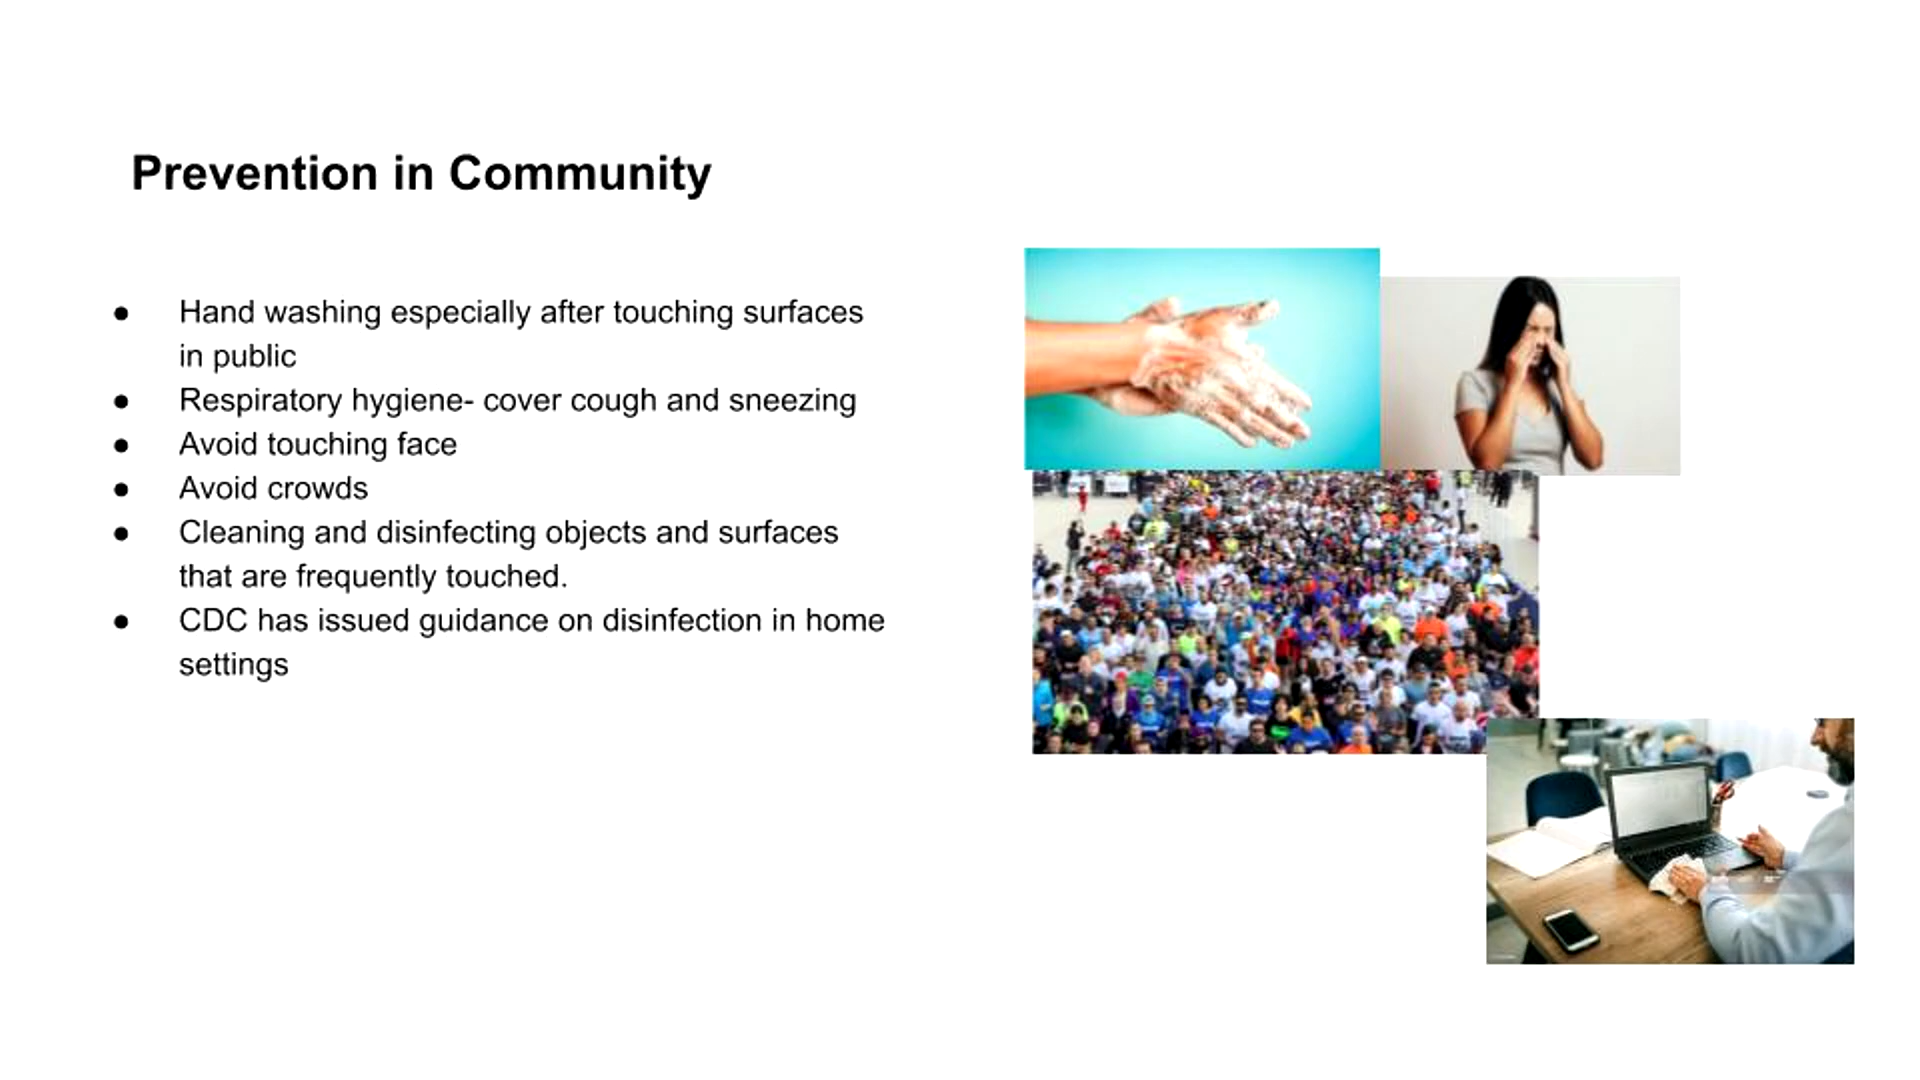 Prevention in Community
● Hand washing especially after touching surfaces
in public
● Respiratory hygiene- cover cough and sneezing
● Avoid touching face
● Avoid crowds
● Cleaning and disinfecting objects and surfaces
that are frequently touched.
● CDC has issued guidance on disinfection in home
settings